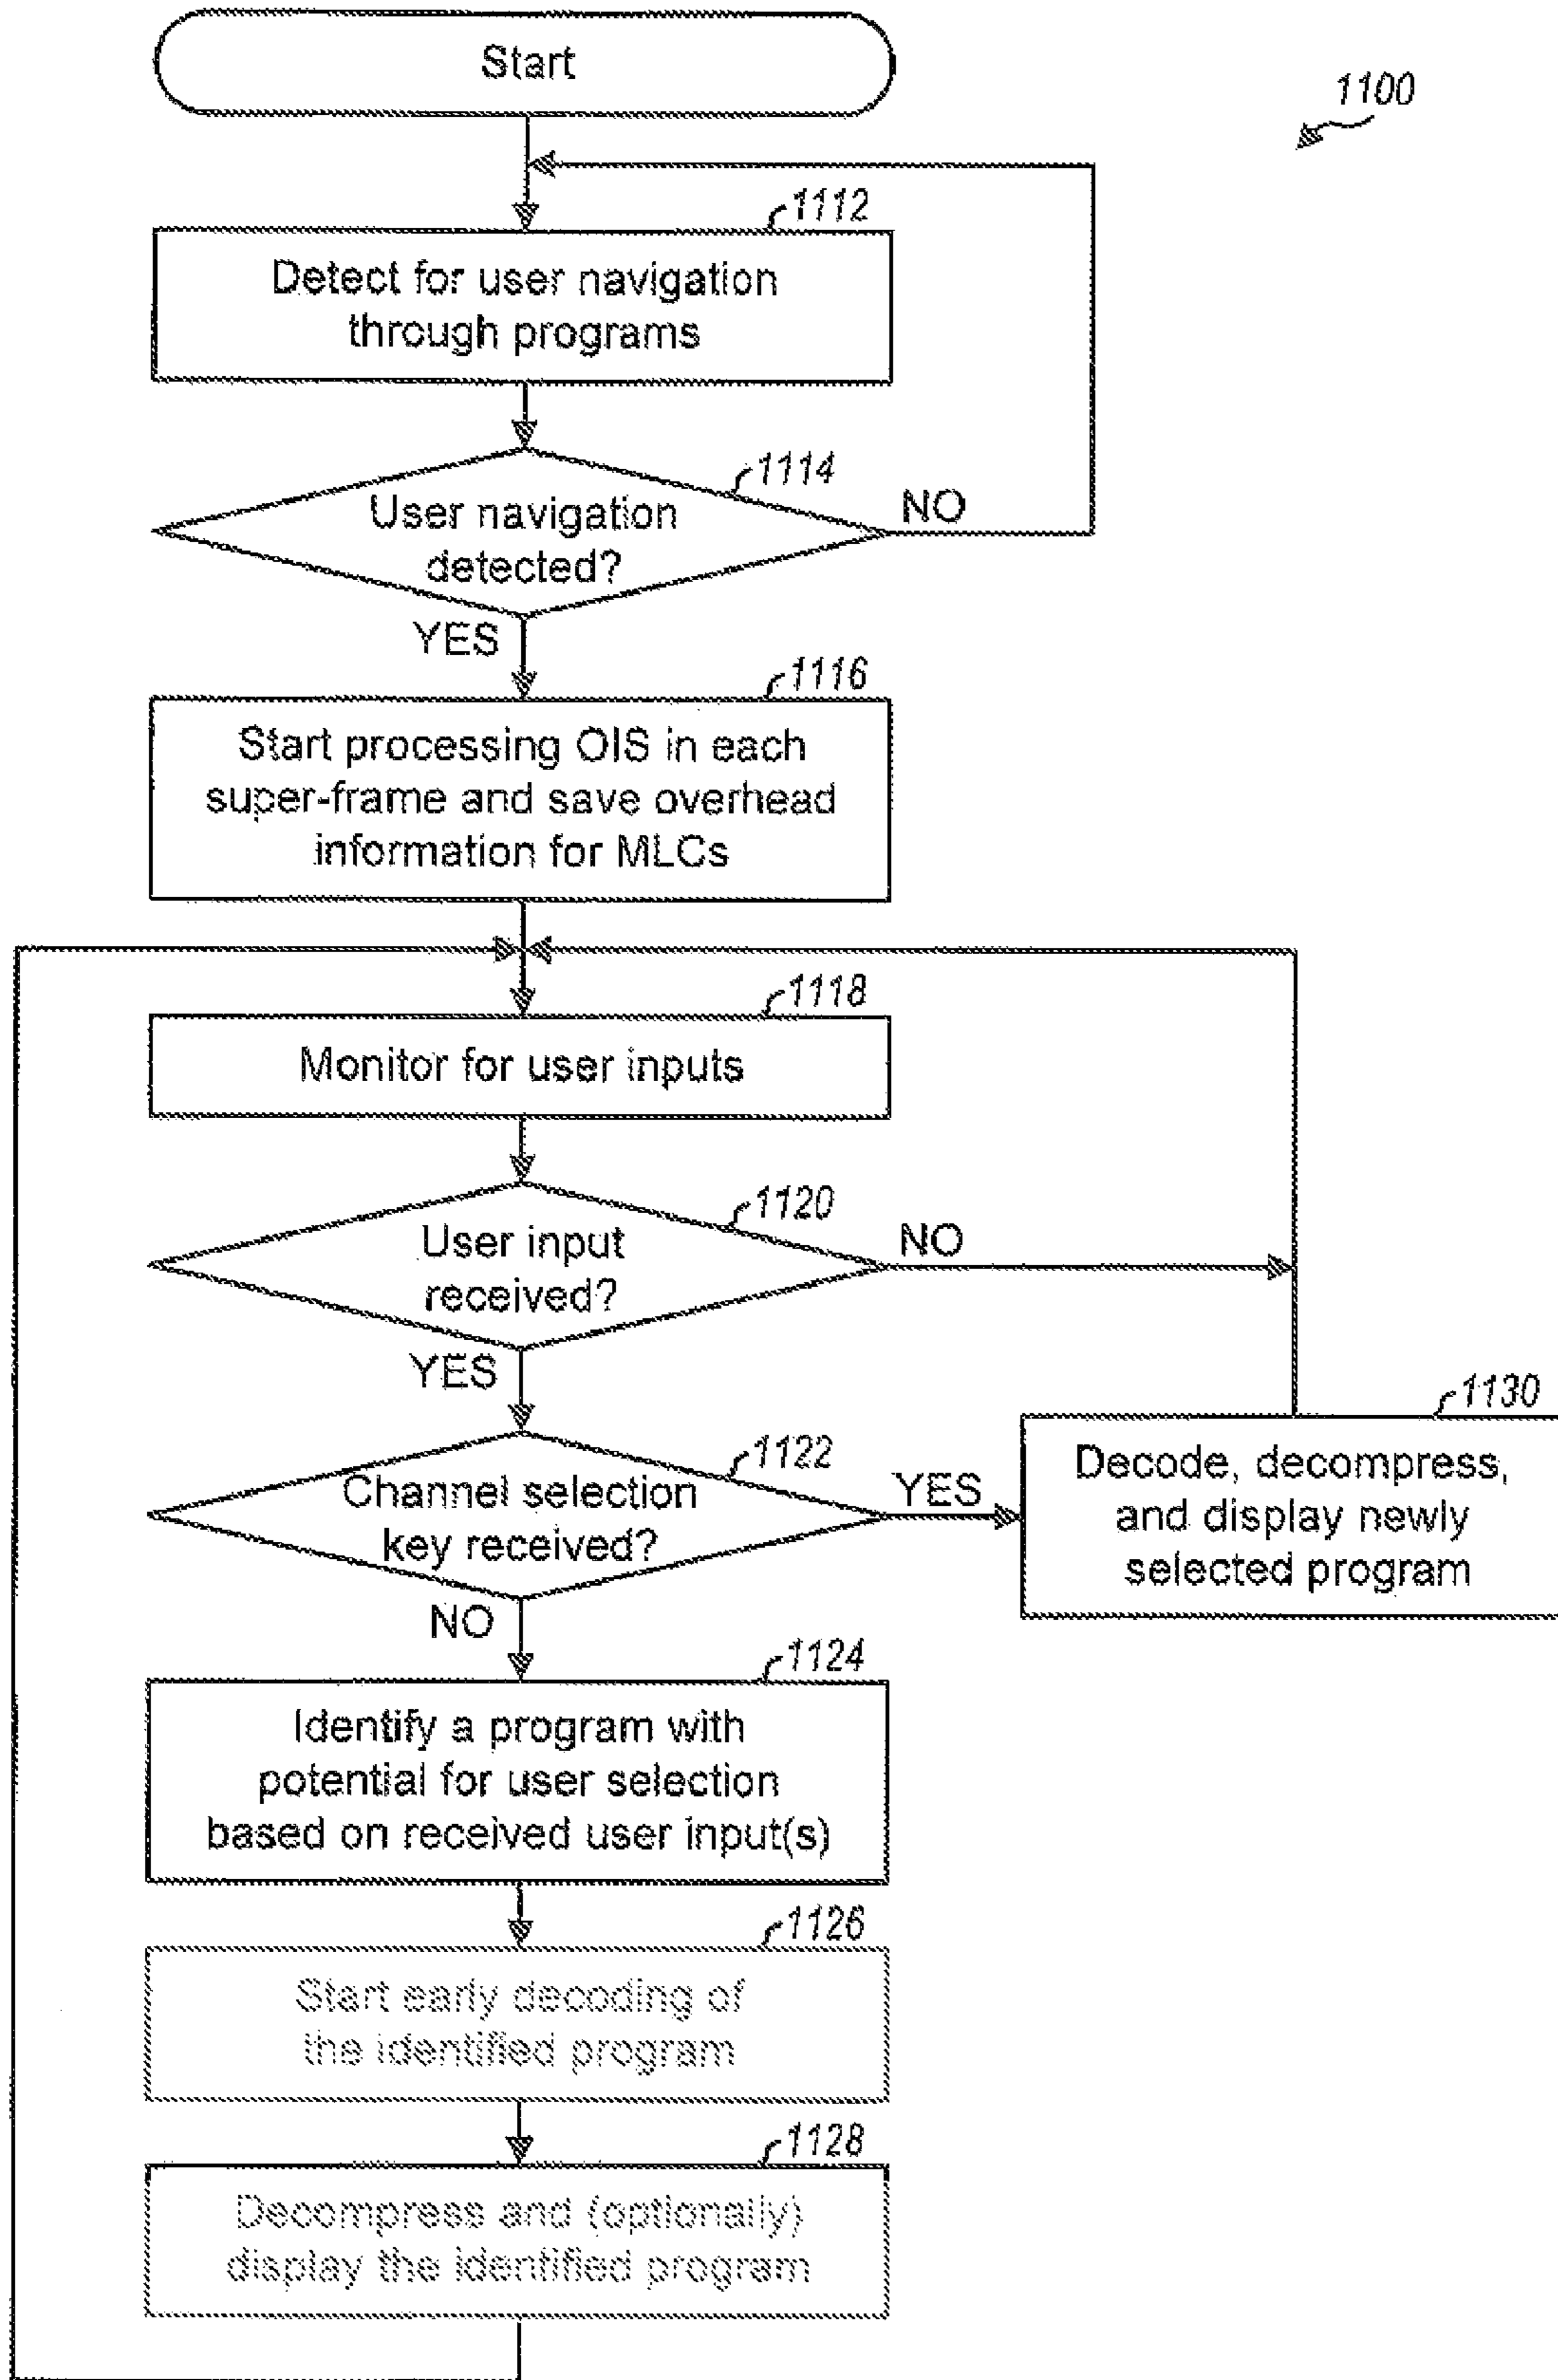 Start
1100
1112
Detect for user navigation
through programs
1114
User navigation
detected?
NO
YES
1116
Start processing OIS in each
super-frame and save overhead
information for MLCs
1118
Monitor for user inputs
1120
User input
received?
NO
YES
1122
Channel selection
key received?
YES
1130
Decode, decompress,
and display newly
selected program
NO
1124
Identify a program with
potential for user selection
based on received user input(s)
1126
Start early decoding of
the identified program
1128
Decompress and (optionally)
display the identified program